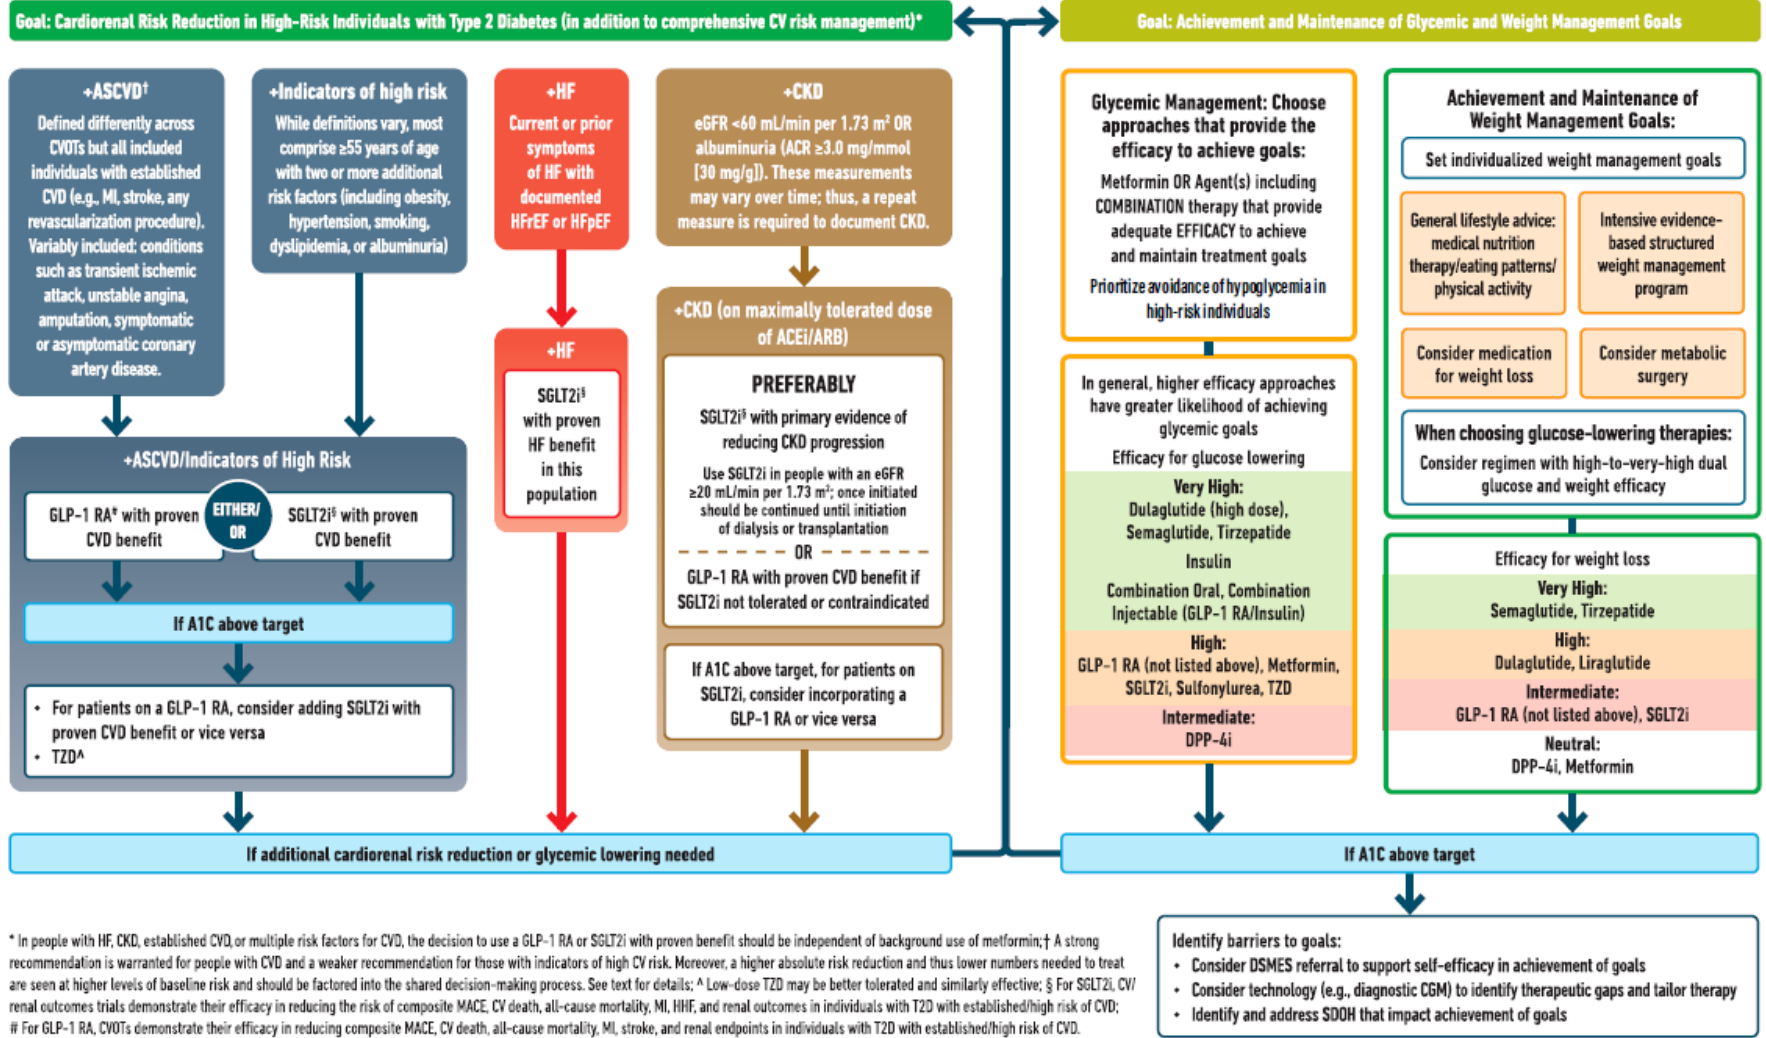 Goal: Cardiorenal Risk Reduction in High-Risk Individuals with Type 2 Diabetes (in addition to comprehensive CV risk management)*
Goal: Achievement and Maintenance of Glycemic and Weight Management Goals
+ASCVD†
Defined differently across
CVOTs but all included
individuals with established
CVD (e.g., MI, stroke, any
revascularization procedure).
Variably included: conditions
such as transient ischemic
attack, unstable angina,
amputation, symptomatic
or asymptomatic coronary
artery disease.
+Indicators of high risk
While definitions vary, most
comprise ≥55 years of age
with two or more additional
risk factors (including obesity,
hypertension, smoking,
dyslipidemia, or albuminuria)
+HF
Current or prior
symptoms
of HF with
documented
HFrEF or HFpEF
+CKD
eGFR <60 mL/min per 1.73 m² OR
albuminuria (ACR ≥3.0 mg/mmol
[30 mg/g]). These measurements
may vary over time; thus, a repeat
measure is required to document CKD.
+ASCVD/Indicators of High Risk
GLP-1 RA# with proven
CVD benefit
EITHER/
OR
SGLT2i§ with proven
CVD benefit
If A1C above target
• For patients on a GLP-1 RA, consider adding SGLT2i with
proven CVD benefit or vice versa
• TZD^
+HF
SGLT2i§
with proven
HF benefit
in this
population
+CKD (on maximally tolerated dose
of ACEi/ARB)
PREFERABLY
SGLT2i§ with primary evidence of
reducing CKD progression
Use SGLT2i in people with an eGFR
≥20 mL/min per 1.73 m²; once initiated
should be continued until initiation
of dialysis or transplantation
OR
GLP-1 RA with proven CVD benefit if
SGLT2i not tolerated or contraindicated
If A1C above target, for patients on
SGLT2i, consider incorporating a
GLP-1 RA or vice versa
If additional cardiorenal risk reduction or glycemic lowering needed
Glycemic Management: Choose
approaches that provide the
efficacy to achieve goals:
Metformin OR Agent(s) including
COMBINATION therapy that provide
adequate EFFICACY to achieve
and maintain treatment goals
Prioritize avoidance of hypoglycemia in
high-risk individuals
In general, higher efficacy approaches
have greater likelihood of achieving
glycemic goals
Efficacy for glucose lowering
Very High:
Dulaglutide (high dose),
Semaglutide, Tirzepatide
Insulin
Combination Oral, Combination
Injectable (GLP-1 RA/Insulin)
High:
GLP-1 RA (not listed above), Metformin,
SGLT2i, Sulfonylurea, TZD
Intermediate:
DPP-4i
Achievement and Maintenance of
Weight Management Goals:
Set individualized weight management goals
General lifestyle advice:
medical nutrition
therapy/eating patterns/
physical activity
Intensive evidence-
based structured
weight management
program
Consider medication
for weight loss
Consider metabolic
surgery
When choosing glucose-lowering therapies:
Consider regimen with high-to-very-high dual
glucose and weight efficacy
Efficacy for weight loss
Very High:
Semaglutide, Tirzepatide
High:
Dulaglutide, Liraglutide
Intermediate:
GLP-1 RA (not listed above), SGLT2i
Neutral:
DPP-4i, Metformin
If A1C above target
Identify barriers to goals:
• Consider DSMES referral to support self-efficacy in achievement of goals
• Consider technology (e.g., diagnostic CGM) to identify therapeutic gaps and tailor therapy
• Identify and address SDOH that impact achievement of goals
* In people with HF, CKD, established CVD, or multiple risk factors for CVD, the decision to use a GLP-1 RA or SGLT2i with proven benefit should be independent of background use of metformin; † A strong
recommendation is warranted for people with CVD and a weaker recommendation for those with indicators of high CV risk. Moreover, a higher absolute risk reduction and thus lower numbers needed to treat
are seen at higher levels of baseline risk and should be factored into the shared decision-making process. See text for details; ^ Low-dose TZD may be better tolerated and similarly effective; § For SGLT2i, CV/
renal outcomes trials demonstrate their efficacy in reducing the risk of composite MACE, CV death, all-cause mortality, MI, HHF, and renal outcomes in individuals with T2D with established/high risk of CVD;
# For GLP-1 RA, CVOTs demonstrate their efficacy in reducing composite MACE, CV death, all-cause mortality, MI, stroke, and renal endpoints in individuals with T2D with established/high risk of CVD.